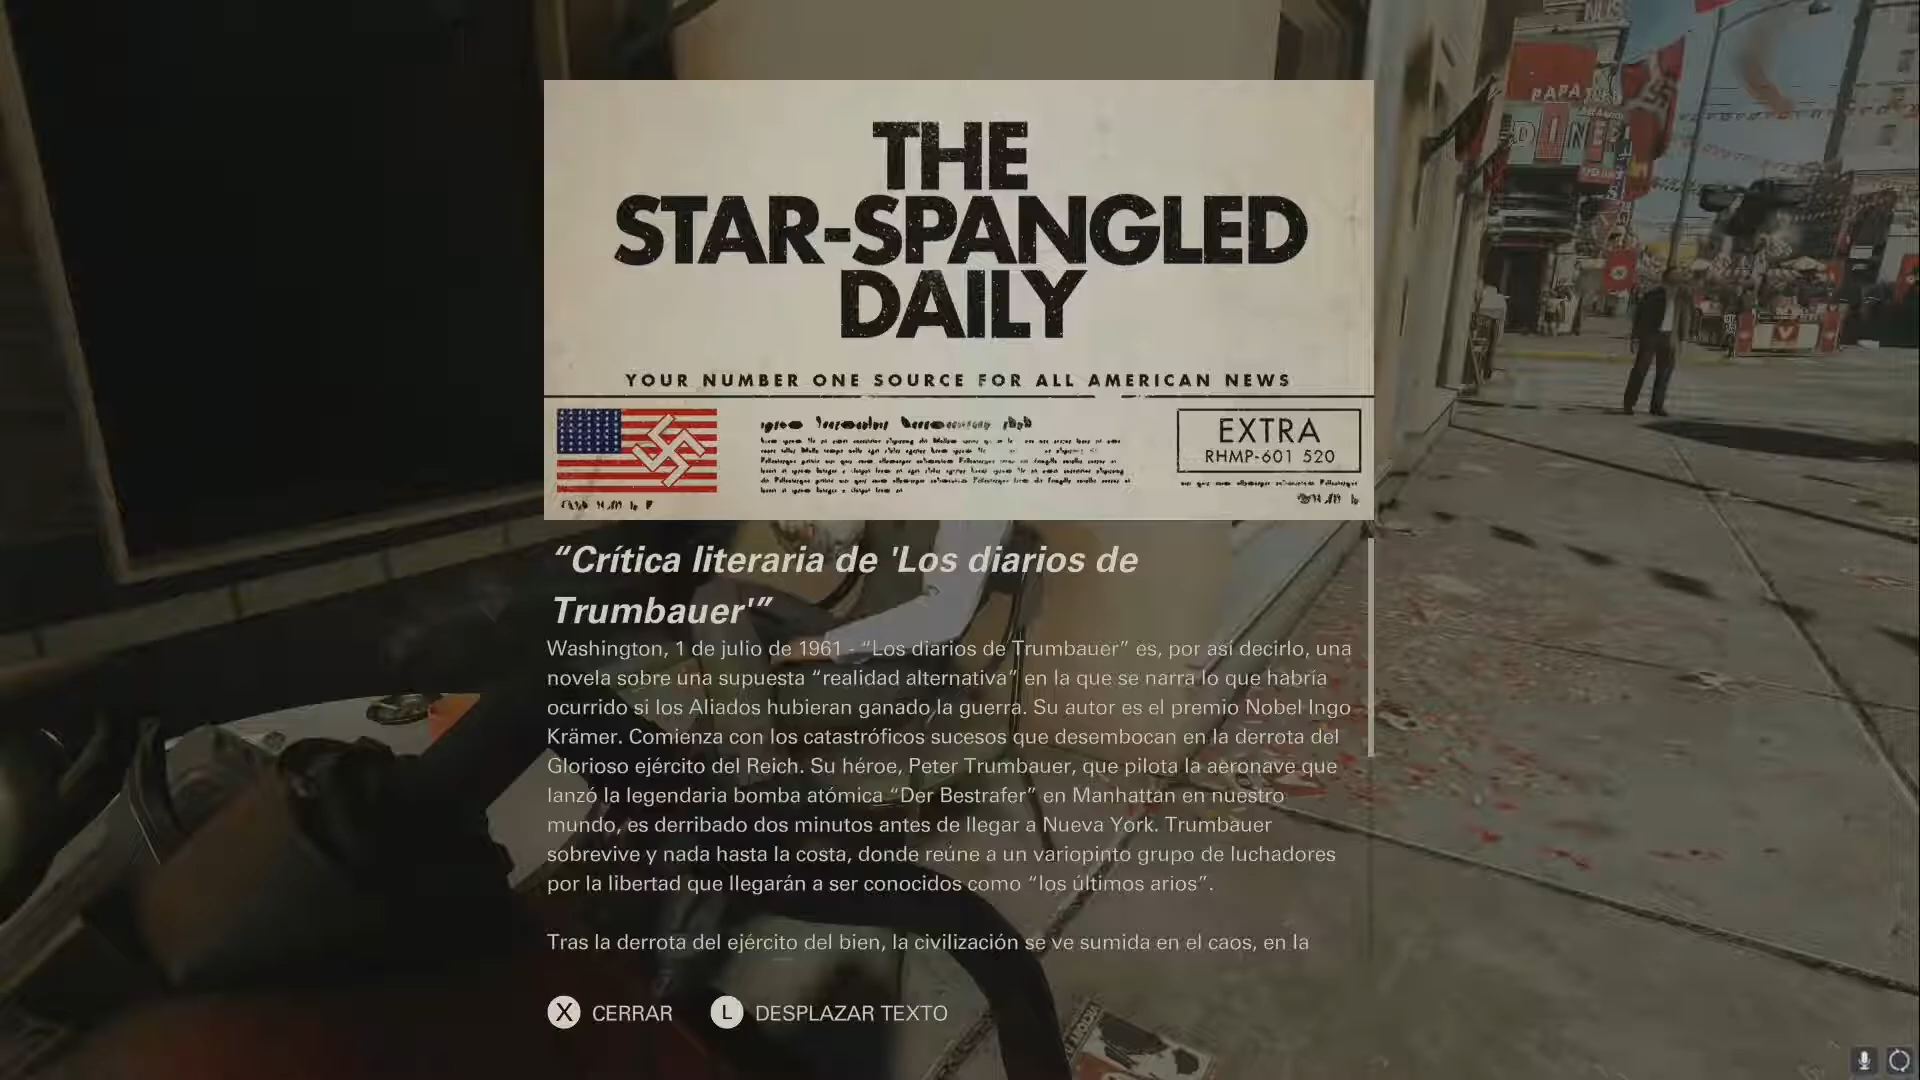 THE
STAR-SPANGLED
DAILY
YOUR NUMBER ONE SOURCE FOR ALL AMERICAN NEWS
EXTRA
RHMP-601 520
“Crítica literaria de 'Los diarios de
Trumbauer'”
Washington, 1 de julio de 1961 - “Los diarios de Trumbauer” es, por así decirlo, una
novela sobre una supuesta “realidad alternativa” en la que se narra lo que habría
ocurrido si los Aliados hubieran ganado la guerra. Su autor es el premio Nobel Ingo
Krämer. Comienza con los catastróficos sucesos que desembocan en la derrota del
Glorioso ejército del Reich. Su héroe, Peter Trumbauer, que pilota la aeronave que
lanzó la legendaria bomba atómica “Der Bestrafer” en Manhattan en nuestro
mundo, es derribado dos minutos antes de llegar a Nueva York. Trumbauer
sobrevive y nada hasta la costa, donde reúne a un variopinto grupo de luchadores
por la libertad que llegarán a ser conocidos como “los últimos arios”.
Tras la derrota del ejército del bien, la civilización se ve sumida en el caos, en la
X CERRAR
L DESPLAZAR TEXTO
PAPA
DINER